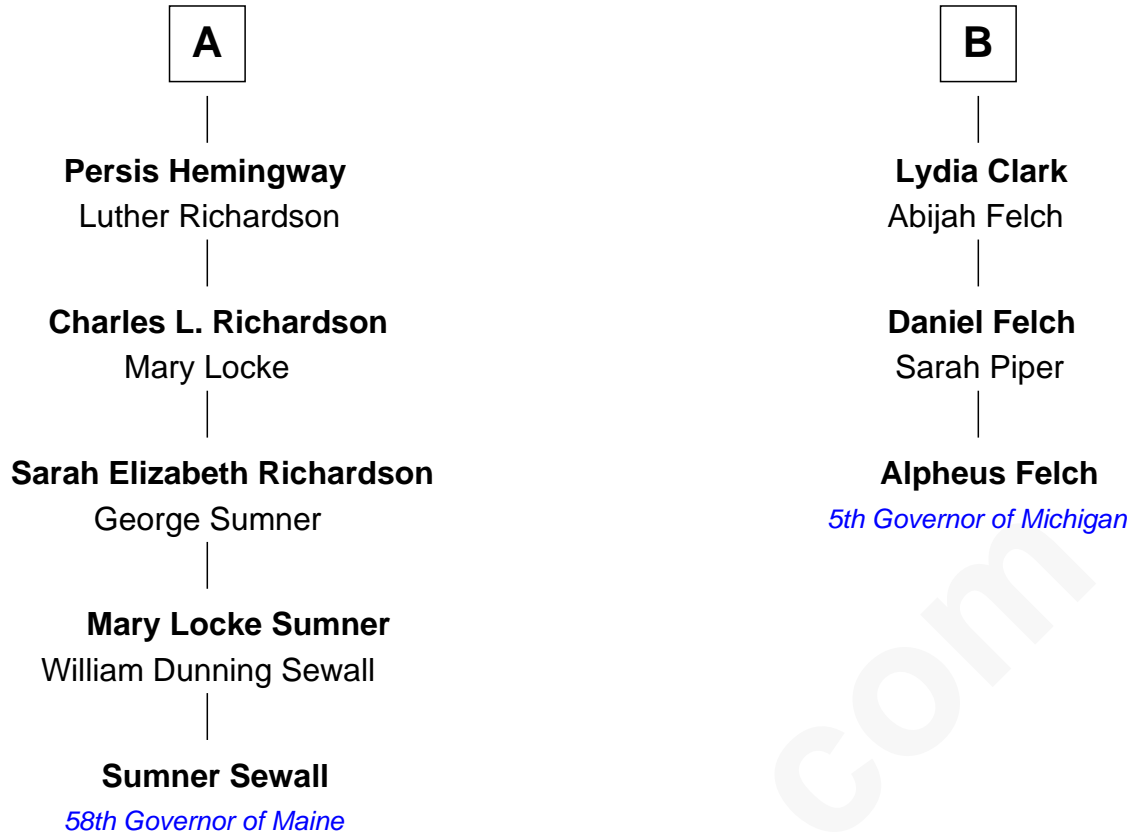 A
Persis Hemingway
Luther Richardson
Charles L. Richardson
Mary Locke
Sarah Elizabeth Richardson
George Sumner
Mary Locke Sumner
William Dunning Sewall
Sumner Sewall
58th Governor of Maine
B
Lydia Clark
Abijah Felch
Daniel Felch
Sarah Piper
Alpheus Felch
5th Governor of Michigan
com